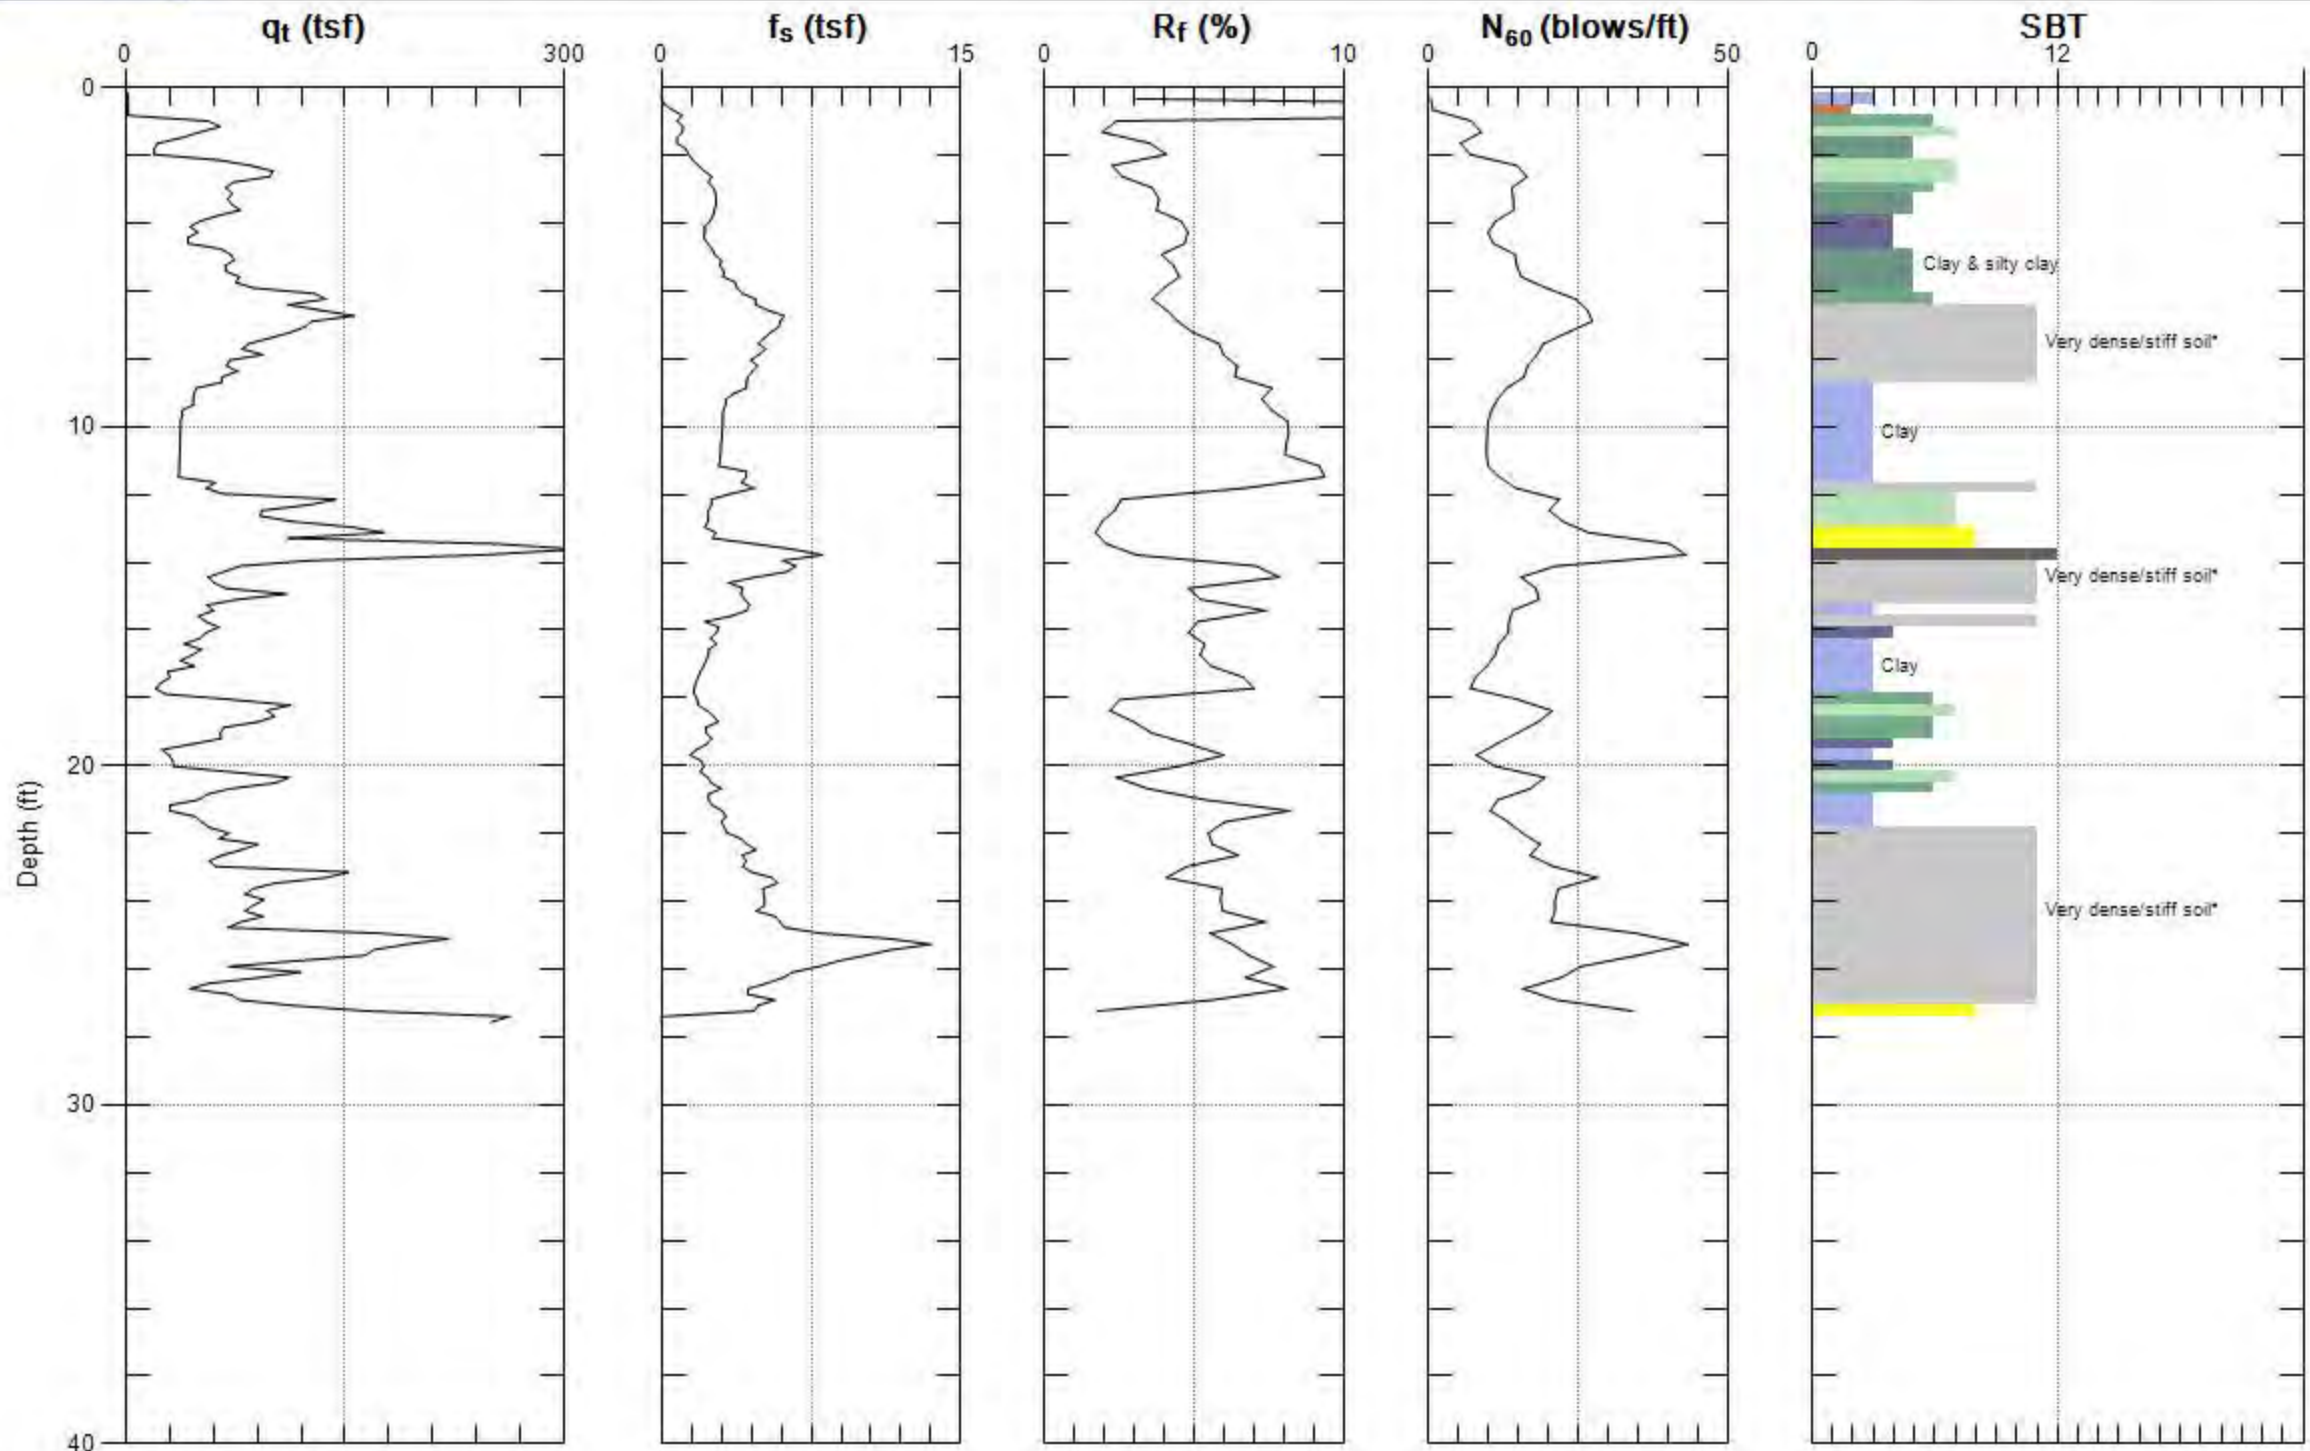 qt (tsf) fs (tsf) Rf (%) N60 (blows/ft) SBT
0 300 0 15 0 10 0 50 0 12
0
Clay & silty clay
Very dense/stiff soil*
10
Clay
Very dense/stiff soil*
Clay
20
Depth (ft)
Very dense/stiff soil*
30
40